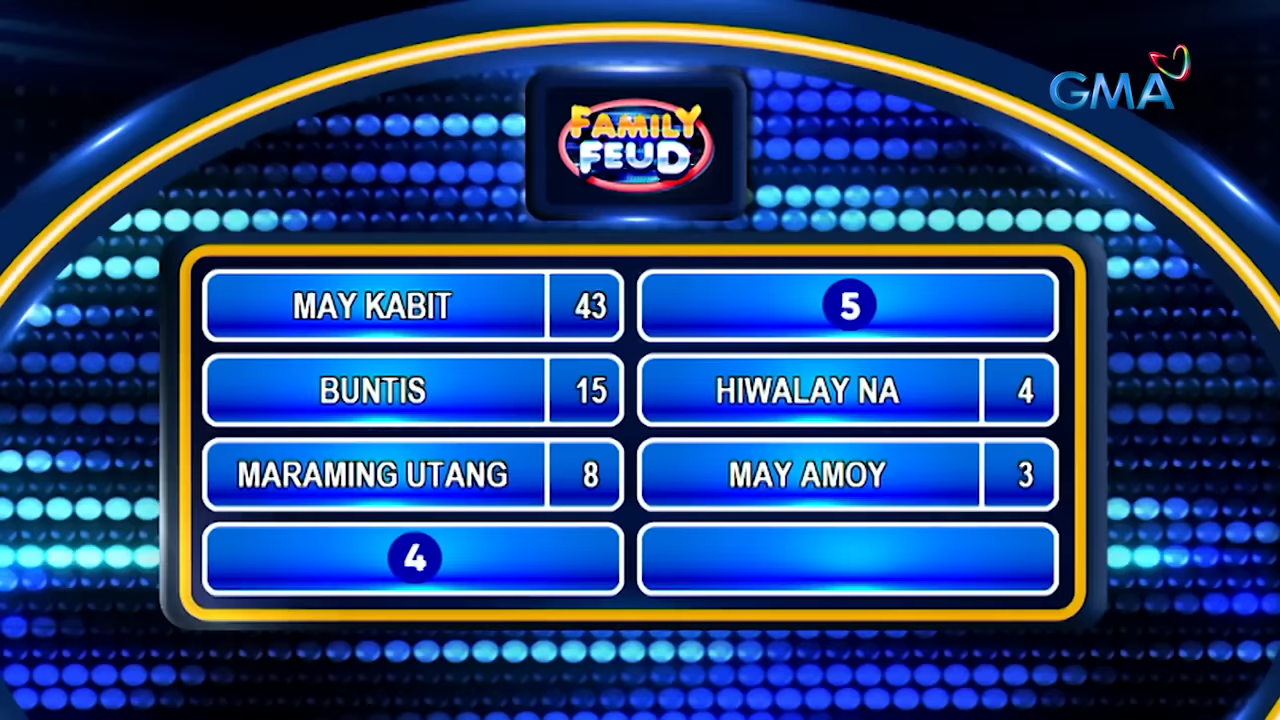 GMA
FAMILY
FEUD
MAY KABIT 43
BUNTIS 15
MARAMING UTANG 8
4
5
HIWALAY NA 4
MAY AMOY 3